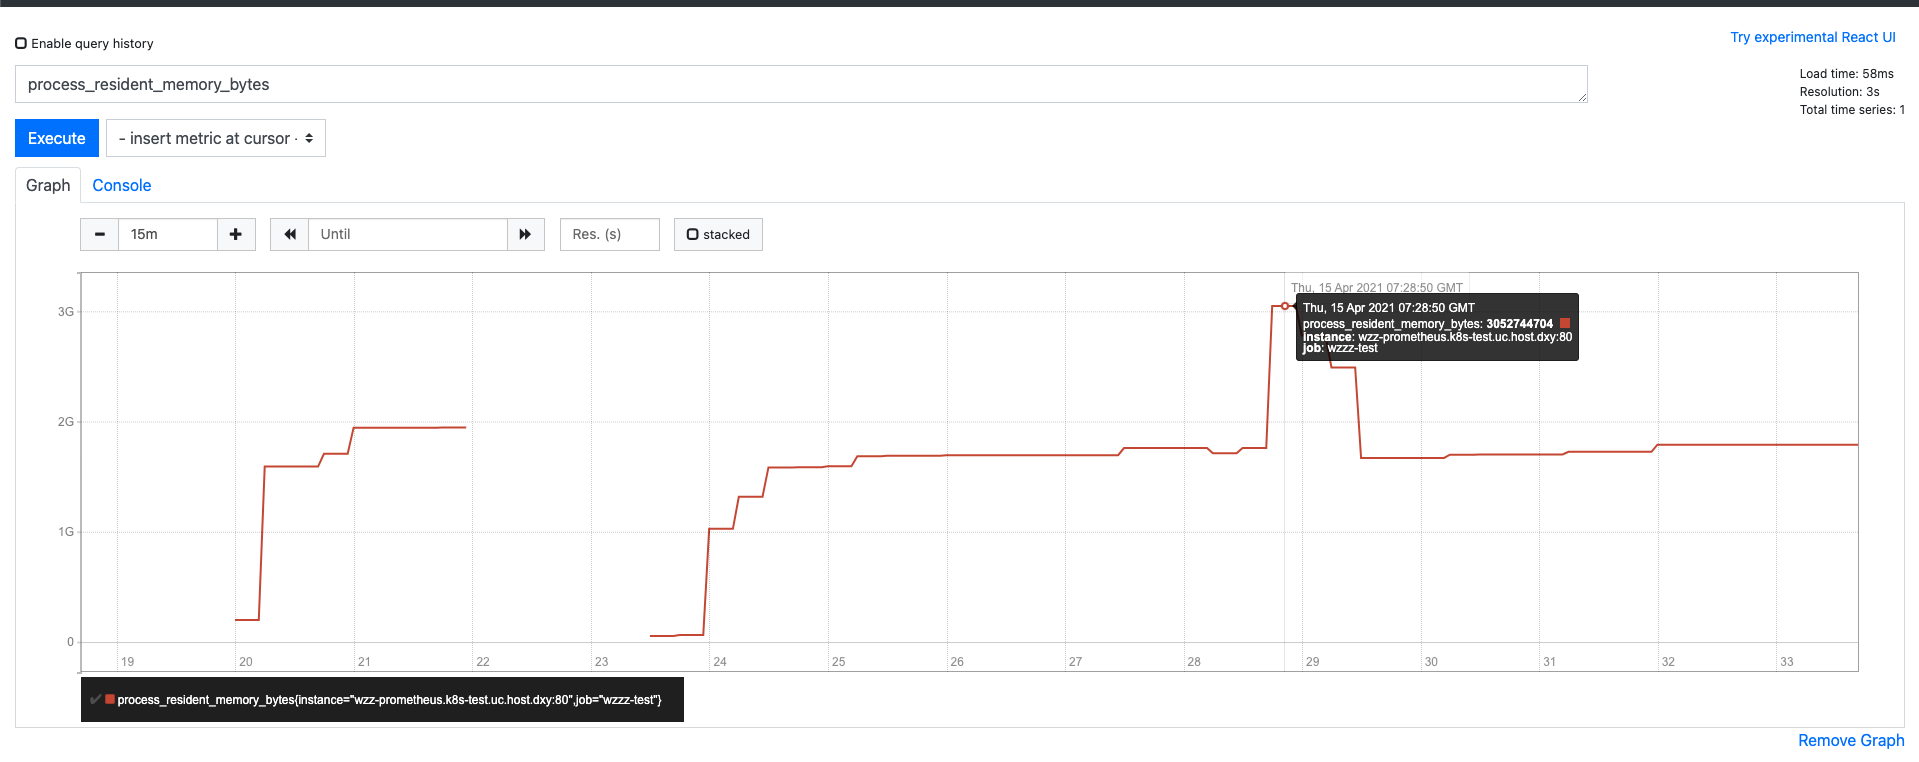 Enable query history
Try experimental React UI
process_resident_memory_bytes
Load time: 58ms
Resolution: 3s
Total time series: 1
Execute
- insert metric at cursor -
Graph
Console
15m
Until
Res. (s)
stacked
Thu, 15 Apr 2021 07:28:50 GMT
Thu, 15 Apr 2021 07:28:50 GMT
process_resident_memory_bytes: 3052744704
instance: wzz-prometheus.k8s-test.uc.host.dxy:80
job: wzzz-test
3G
2G
1G
0
19 20 21 22 23 24 25 26 27 28 29 30 31 32 33
process_resident_memory_bytes{instance="wzz-prometheus.k8s-test.uc.host.dxy:80",job="wzzz-test"}
Remove Graph